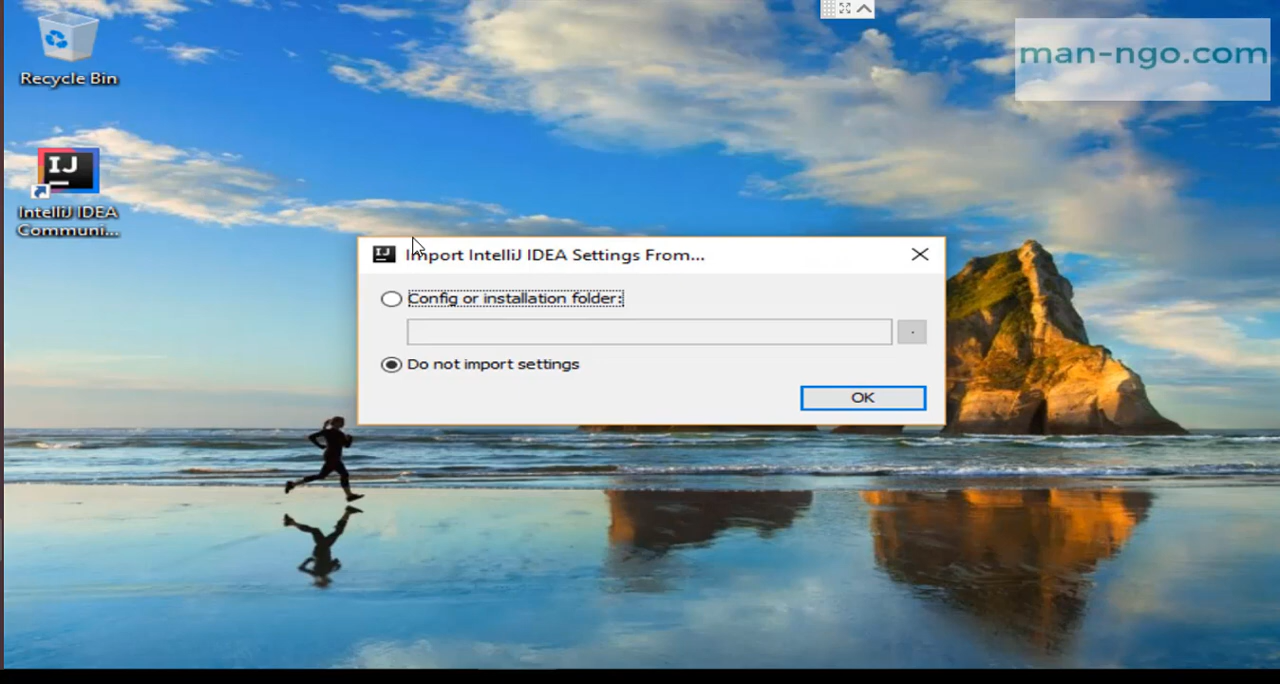 man-ngo.com
Recycle Bin
IJ
IntelliJ IDEA
Communi...
IJ
Import IntelliJ IDEA Settings From...
Config or installation folder:
.
Do not import settings
OK